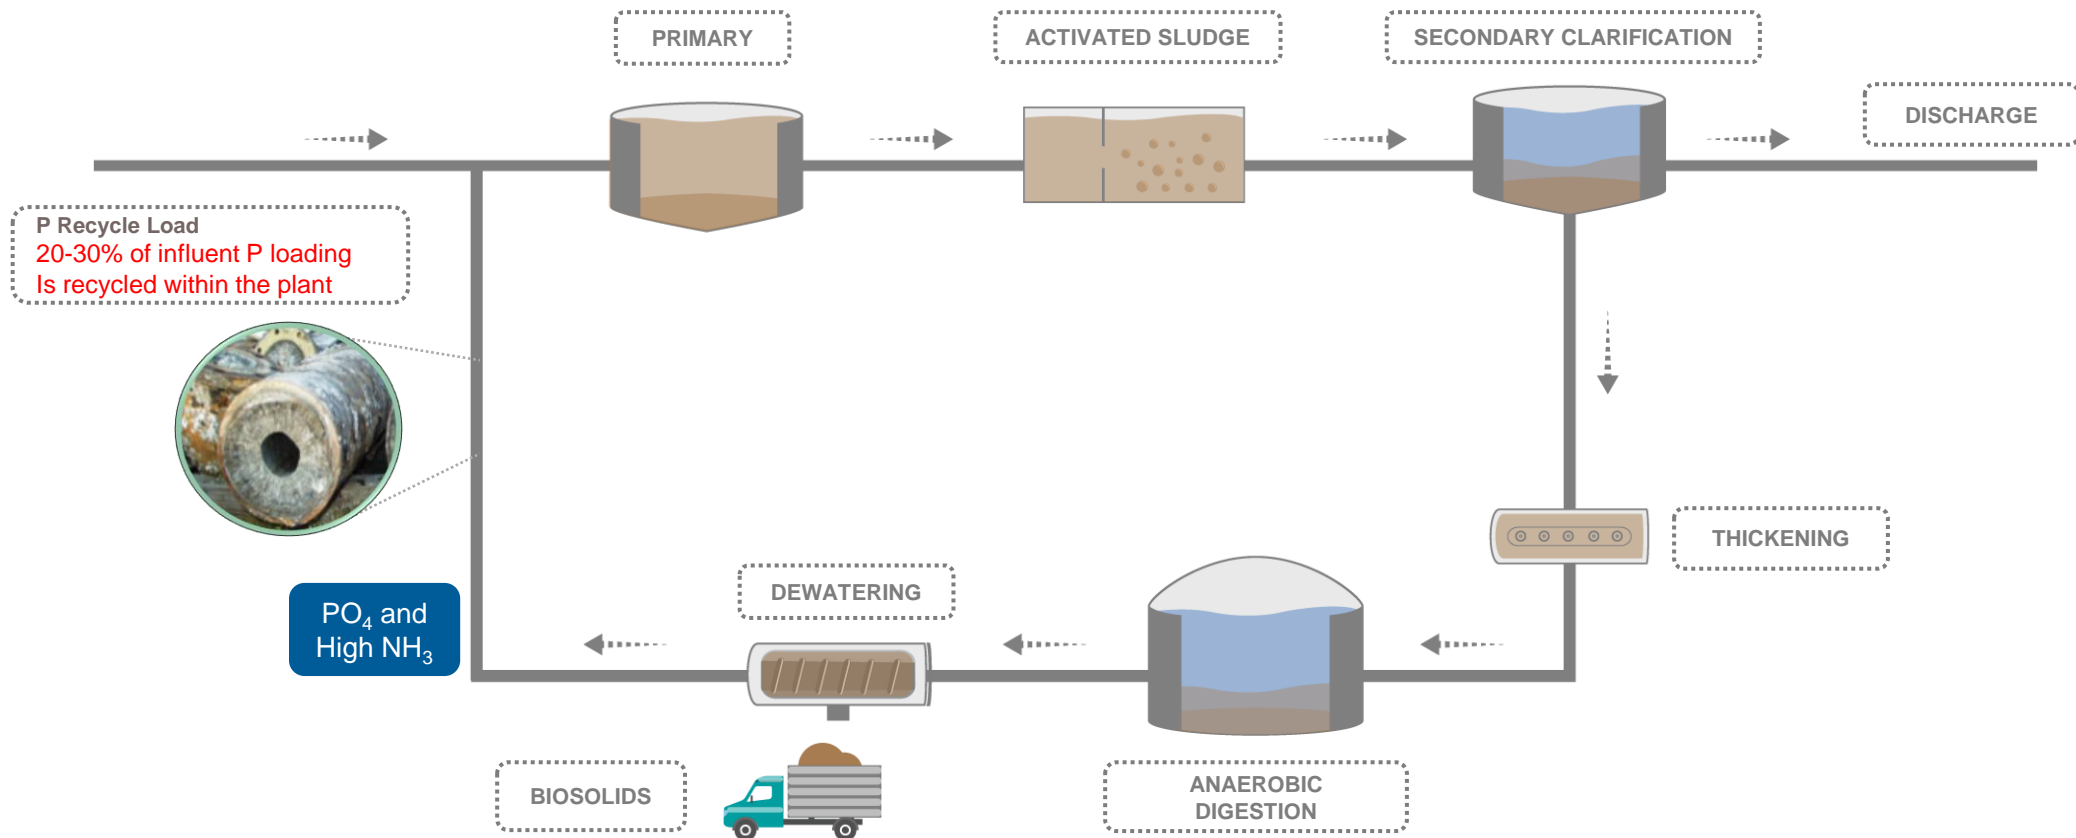 PRIMARY
ACTIVATED SLUDGE
SECONDARY CLARIFICATION
DISCHARGE
P Recycle Load
20-30% of influent P loading
Is recycled within the plant
THICKENING
DEWATERING
PO₄ and
High NH₃
BIOSOLIDS
ANAEROBIC
DIGESTION